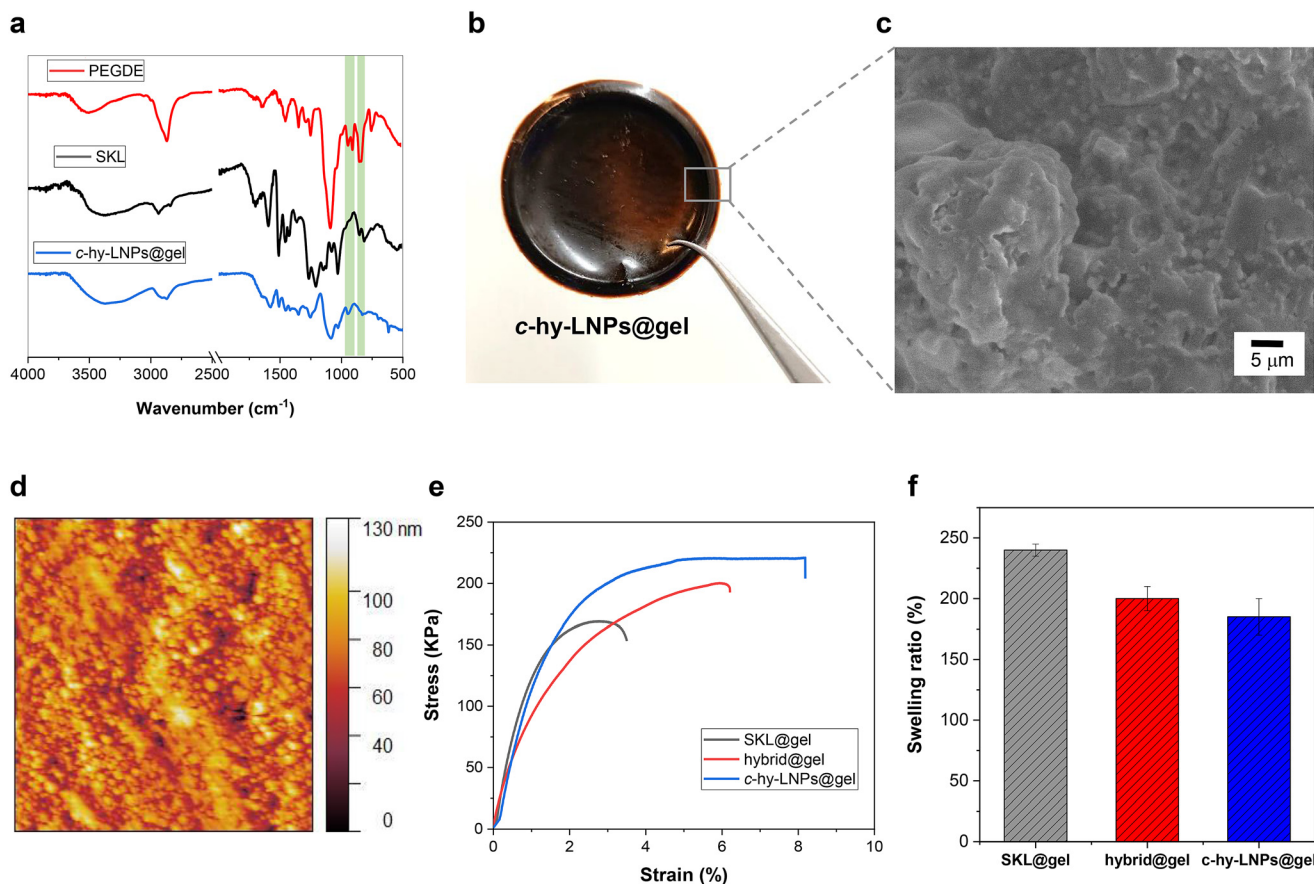 a
PEGDE
SKL
c-hy-LNPs@gel
4000 3500 3000 2500 1500 1000 500
Wavenumber (cm⁻¹)
b
c-hy-LNPs@gel
c
5 μm
d
130 nm
100
80
60
40
0
e
250
200
150
100
50
0
0 2 4 6 8 10
Stress (KPa)
Strain (%)
SKL@gel
hybrid@gel
c-hy-LNPs@gel
f
250
200
150
100
50
0
Swelling ratio (%)
SKL@gel hybrid@gel c-hy-LNPs@gel